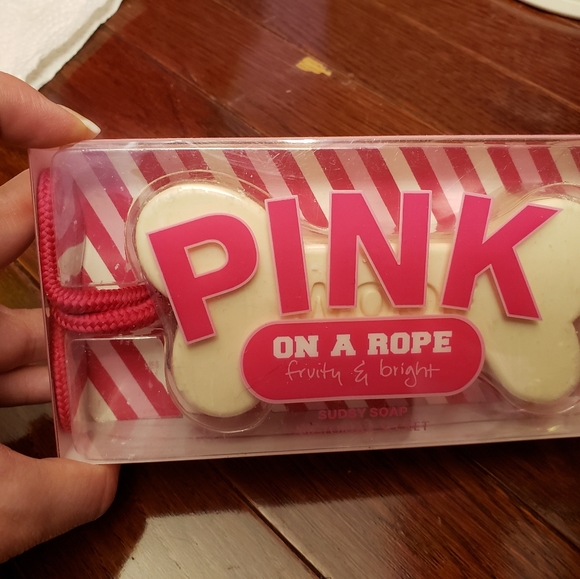 PINK
ON A ROPE
fruity & bright
SUDSY SOAP